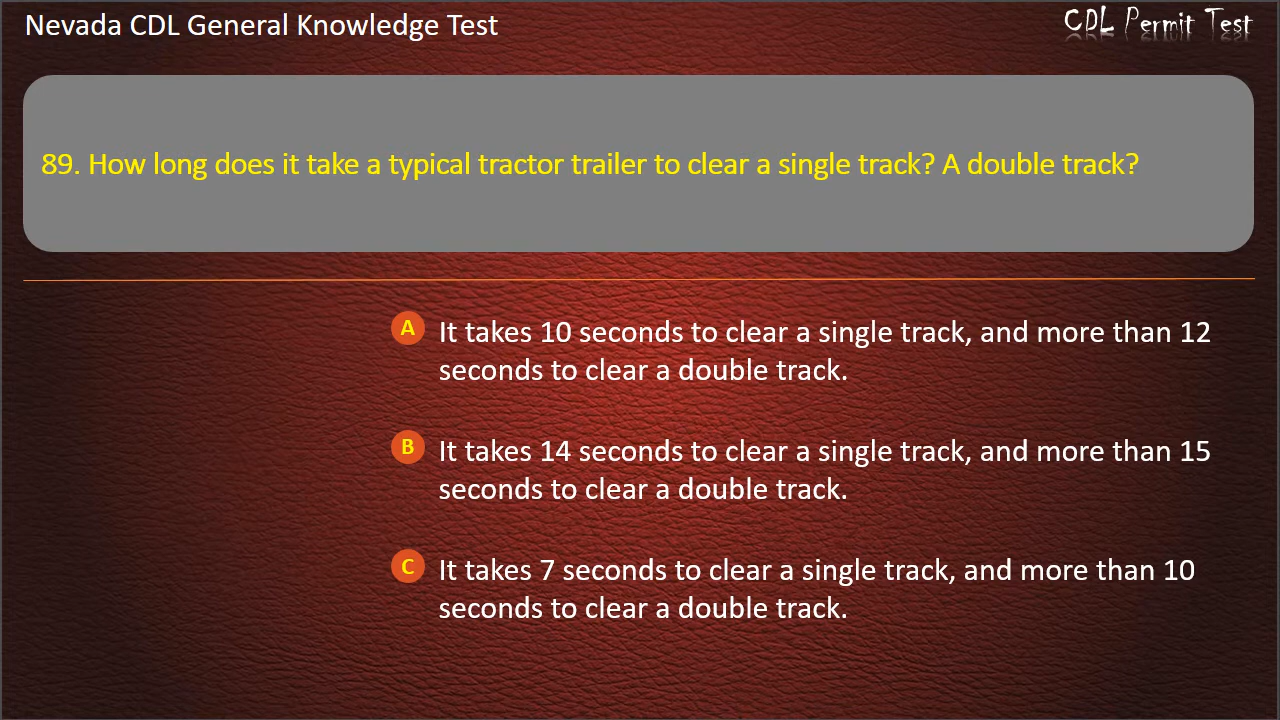 Nevada CDL General Knowledge Test
CDL Permit Test
89. How long does it take a typical tractor trailer to clear a single track? A double track?
A
It takes 10 seconds to clear a single track, and more than 12
seconds to clear a double track.
B
It takes 14 seconds to clear a single track, and more than 15
seconds to clear a double track.
C
It takes 7 seconds to clear a single track, and more than 10
seconds to clear a double track.